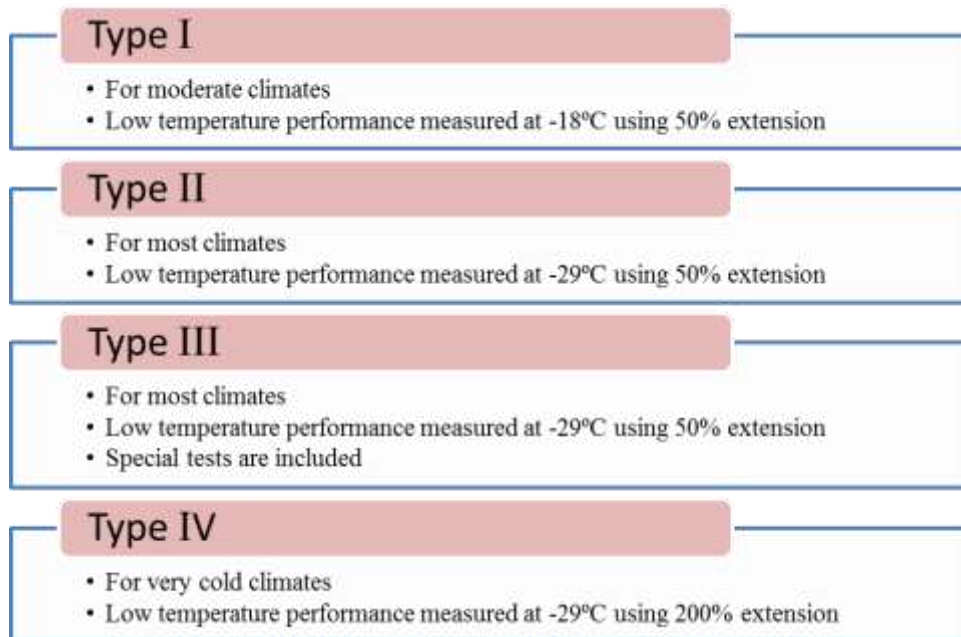 Type I
• For moderate climates
• Low temperature performance measured at -18ºC using 50% extension
Type II
• For most climates
• Low temperature performance measured at -29ºC using 50% extension
Type III
• For most climates
• Low temperature performance measured at -29ºC using 50% extension
• Special tests are included
Type IV
• For very cold climates
• Low temperature performance measured at -29ºC using 200% extension